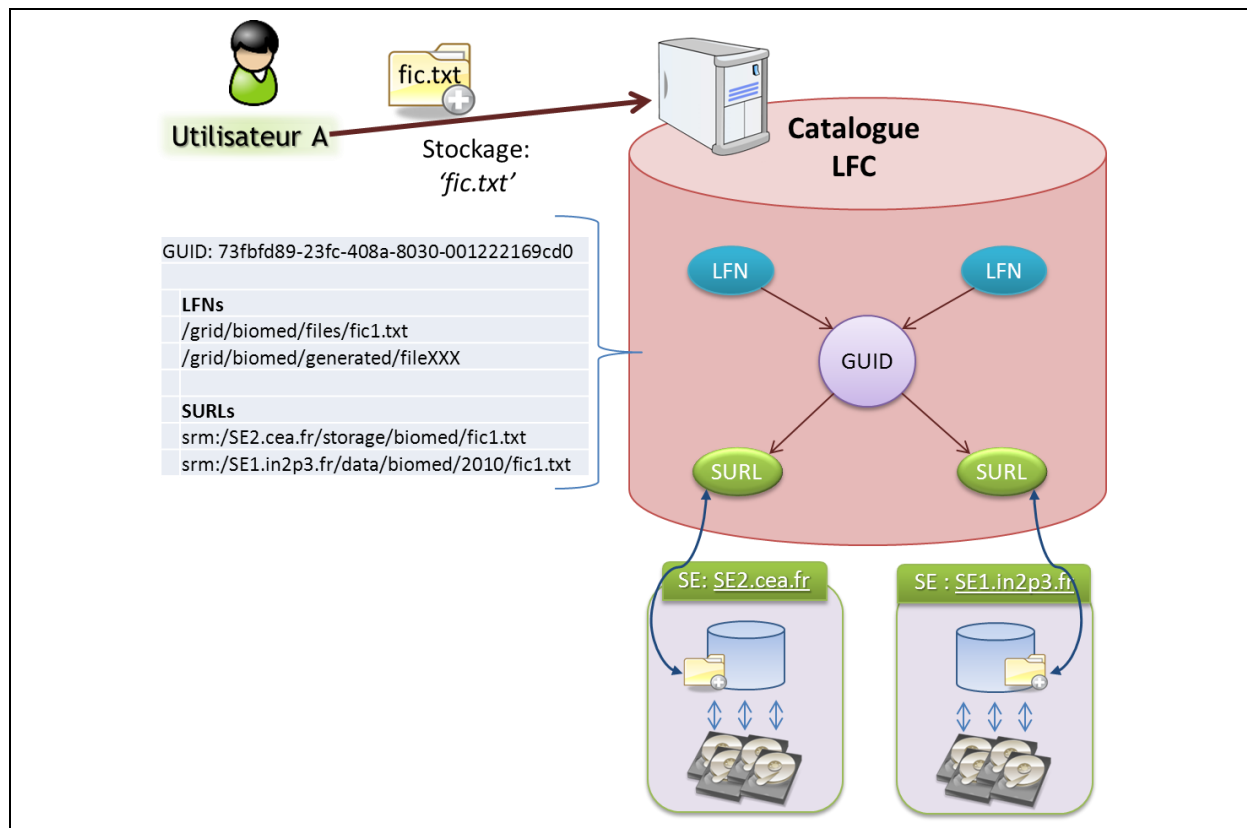 fic.txt
Utilisateur A
Stockage:
‘fic.txt’
Catalogue
LFC
GUID: 73fbfd89-23fc-408a-8030-001222169cd0
LFNs
/grid/biomed/files/fic1.txt
/grid/biomed/generated/fileXXX
SURLs
srm:/SE2.cea.fr/storage/biomed/fic1.txt
srm:/SE1.in2p3.fr/data/biomed/2010/fic1.txt
LFN
LFN
GUID
SURL
SURL
SE: SE2.cea.fr
SE : SE1.in2p3.fr